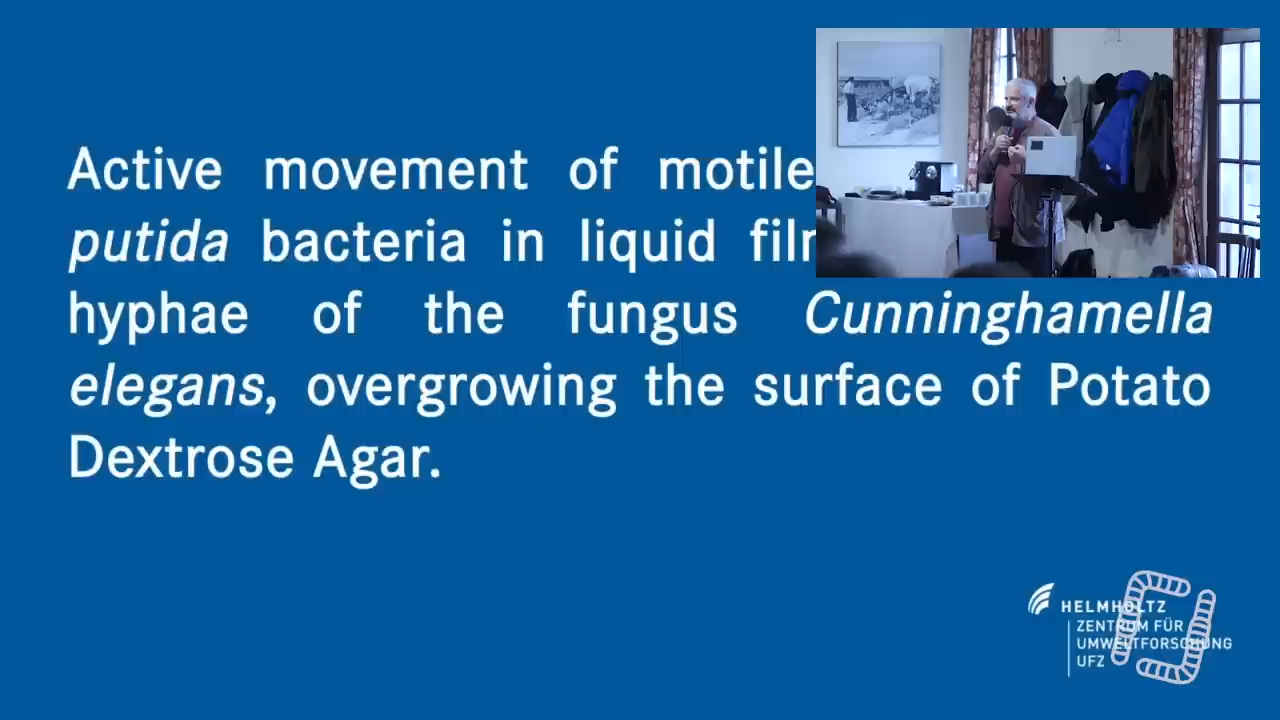 Active movement of motile
putida bacteria in liquid
hyphae of the fungus Cunninghamella
elegans, overgrowing the surface of Potato
Dextrose Agar.
HELMHOLTZ
ZENTRUM FÜR
UMWELTFORSCHUNG
UFZ